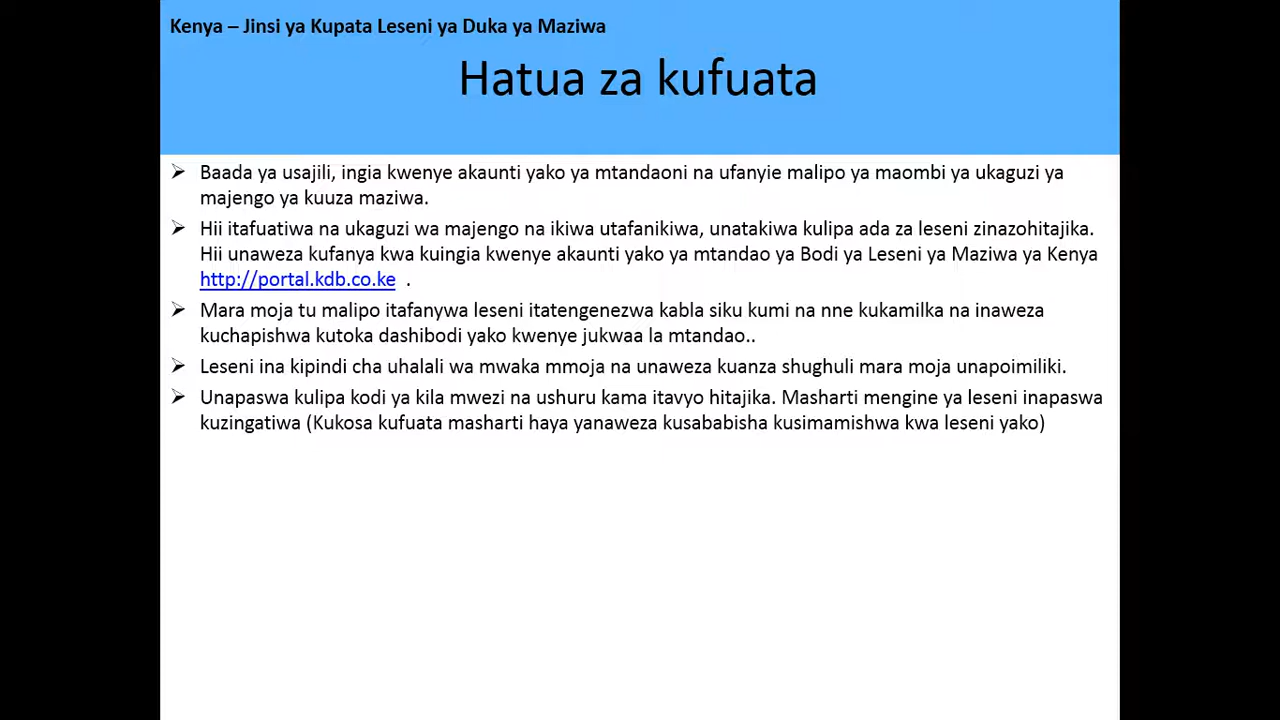 Kenya – Jinsi ya Kupata Leseni ya Duka ya Maziwa
Hatua za kufuata
➢ Baada ya usajili, ingia kwenye akaunti yako ya mtandaoni na ufanyie malipo ya maombi ya ukaguzi ya
majengo ya kuuza maziwa.
➢ Hii itafuatiwa na ukaguzi wa majengo na ikiwa utafanikiwa, unatakiwa kulipa ada za leseni zinazohitajika.
Hii unaweza kufanya kwa kuingia kwenye akaunti yako ya mtandao ya Bodi ya Leseni ya Maziwa ya Kenya
http://portal.kdb.co.ke .
➢ Mara moja tu malipo itafanywa leseni itatengenezwa kabla siku kumi na nne kukamilka na inaweza
kuchapishwa kutoka dashibodi yako kwenye jukwaa la mtandao..
➢ Leseni ina kipindi cha uhalali wa mwaka mmoja na unaweza kuanza shughuli mara moja unapoimiliki.
➢ Unapaswa kulipa kodi ya kila mwezi na ushuru kama itavyo hitajika. Masharti mengine ya leseni inapaswa
kuzingatiwa (Kukosa kufuata masharti haya yanaweza kusababisha kusimamishwa kwa leseni yako)